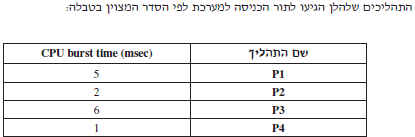 התהליכים שלהלן הגיעו לתור הכניסה למערכת לפי הסדר המצוין בטבלה:
שם התהליך CPU burst time (msec)
P1 5
P2 2
P3 6
P4 1